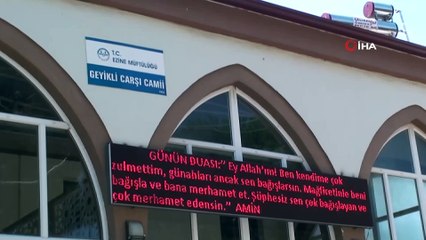 İHA
T.C.
EZİNE MÜFTÜLÜĞÜ
GEYİKLİ ÇARŞI CAMİİ
GÜNÜN DUASI:" Ey Allah'ım! Ben kendime çok
zulmettim, günahları ancak sen bağışlarsın. Mağfiretinle beni
bağışla ve bana merhamet et. Şüphesiz sen çok bağışlayan ve
çok merhamet edensin." AMİN